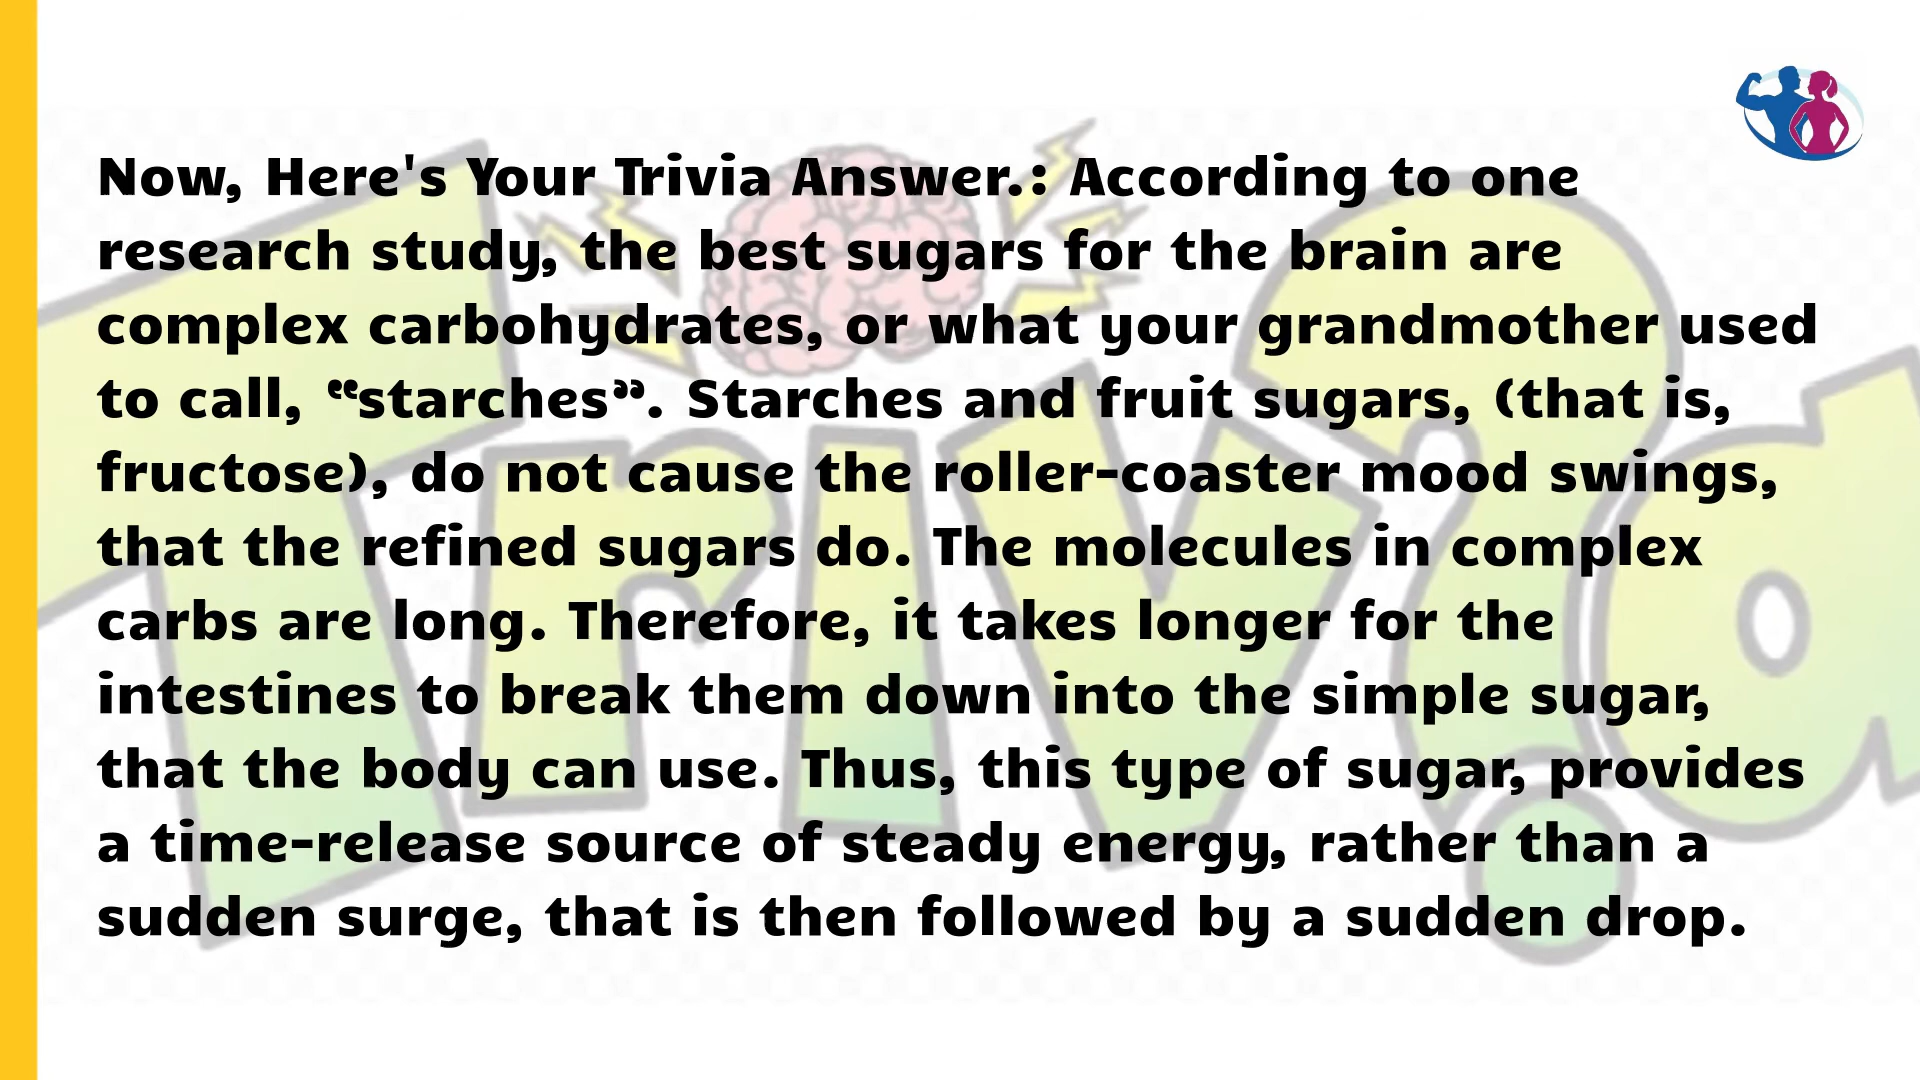 Now, Here's Your Trivia Answer.: According to one
research study, the best sugars for the brain are
complex carbohydrates, or what your grandmother used
to call, “starches”. Starches and fruit sugars, (that is,
fructose), do not cause the roller-coaster mood swings,
that the refined sugars do. The molecules in complex
carbs are long. Therefore, it takes longer for the
intestines to break them down into the simple sugar,
that the body can use. Thus, this type of sugar, provides
a time-release source of steady energy, rather than a
sudden surge, that is then followed by a sudden drop.
Triv?a